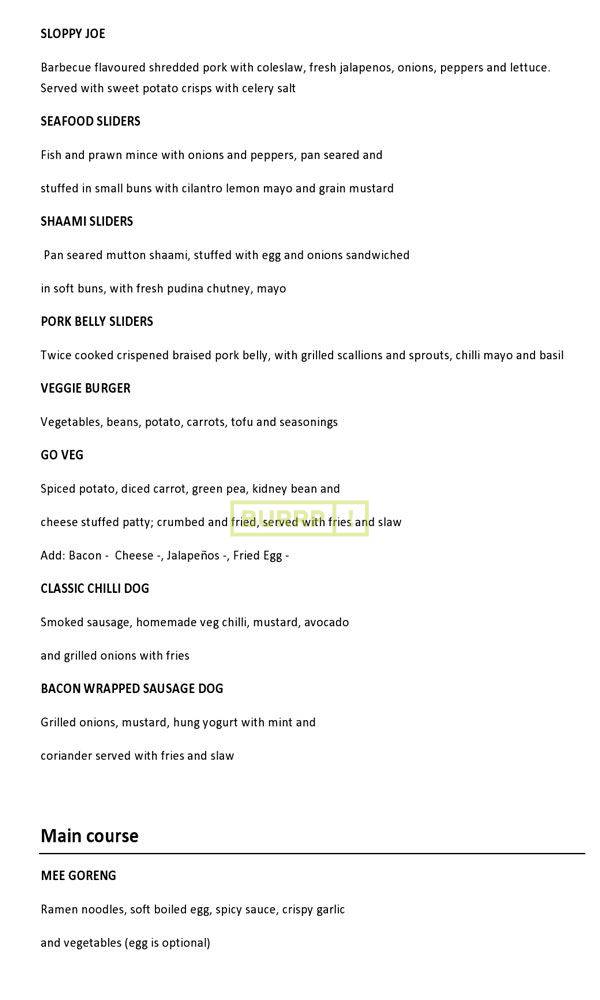 SLOPPY JOE
Barbecue flavoured shredded pork with coleslaw, fresh jalapenos, onions, peppers and lettuce.
Served with sweet potato crisps with celery salt
SEAFOOD SLIDERS
Fish and prawn mince with onions and peppers, pan seared and
stuffed in small buns with cilantro lemon mayo and grain mustard
SHAAMI SLIDERS
Pan seared mutton shaami, stuffed with egg and onions sandwiched
in soft buns, with fresh pudina chutney, mayo
PORK BELLY SLIDERS
Twice cooked crispened braised pork belly, with grilled scallions and sprouts, chilli mayo and basil
VEGGIE BURGER
Vegetables, beans, potato, carrots, tofu and seasonings
GO VEG
Spiced potato, diced carrot, green pea, kidney bean and
cheese stuffed patty; crumbed and fried, served with fries and slaw
Add: Bacon -  Cheese -, Jalapeños -, Fried Egg -
CLASSIC CHILLI DOG
Smoked sausage, homemade veg chilli, mustard, avocado
and grilled onions with fries
BACON WRAPPED SAUSAGE DOG
Grilled onions, mustard, hung yogurt with mint and
coriander served with fries and slaw
Main course
MEE GORENG
Ramen noodles, soft boiled egg, spicy sauce, crispy garlic
and vegetables (egg is optional)